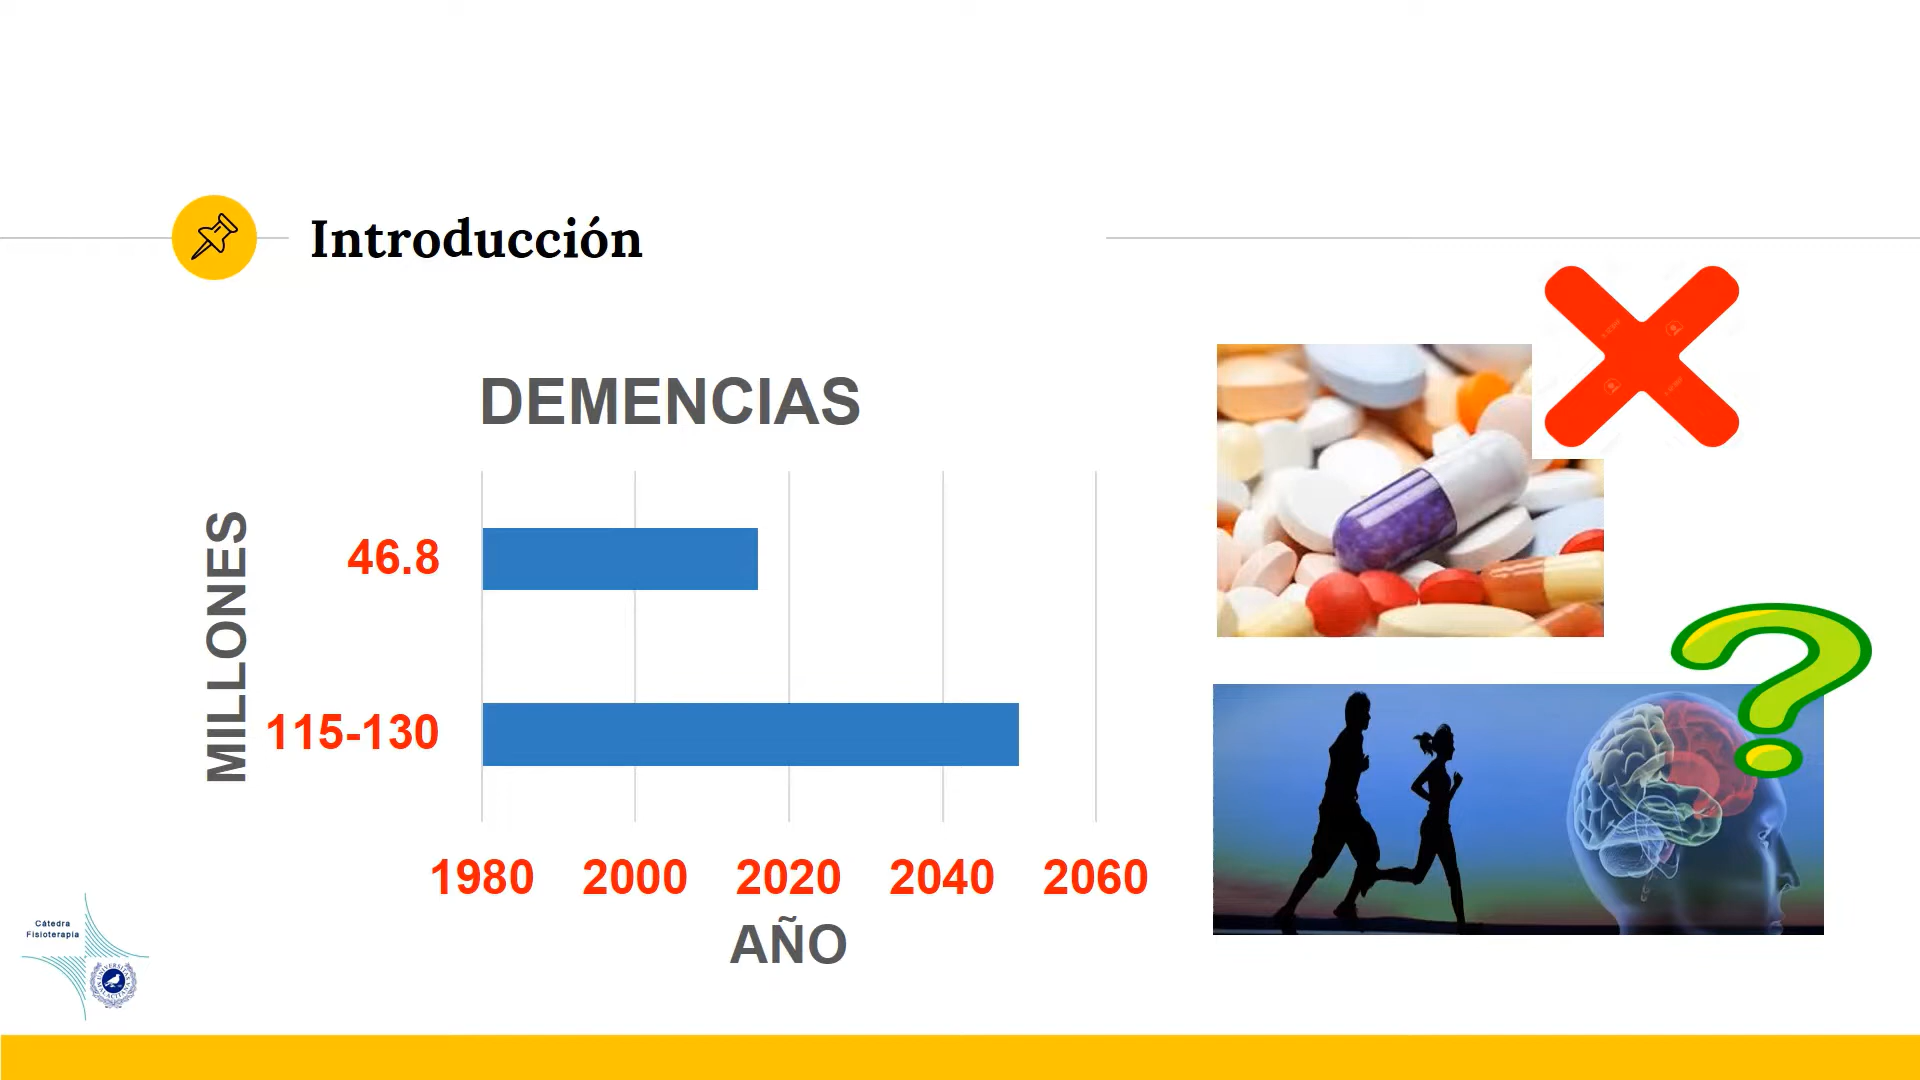 Introducción
DEMENCIAS
MILLONES
46.8
115-130
1980 2000 2020 2040 2060
AÑO
Cátedra
Fisioterapia